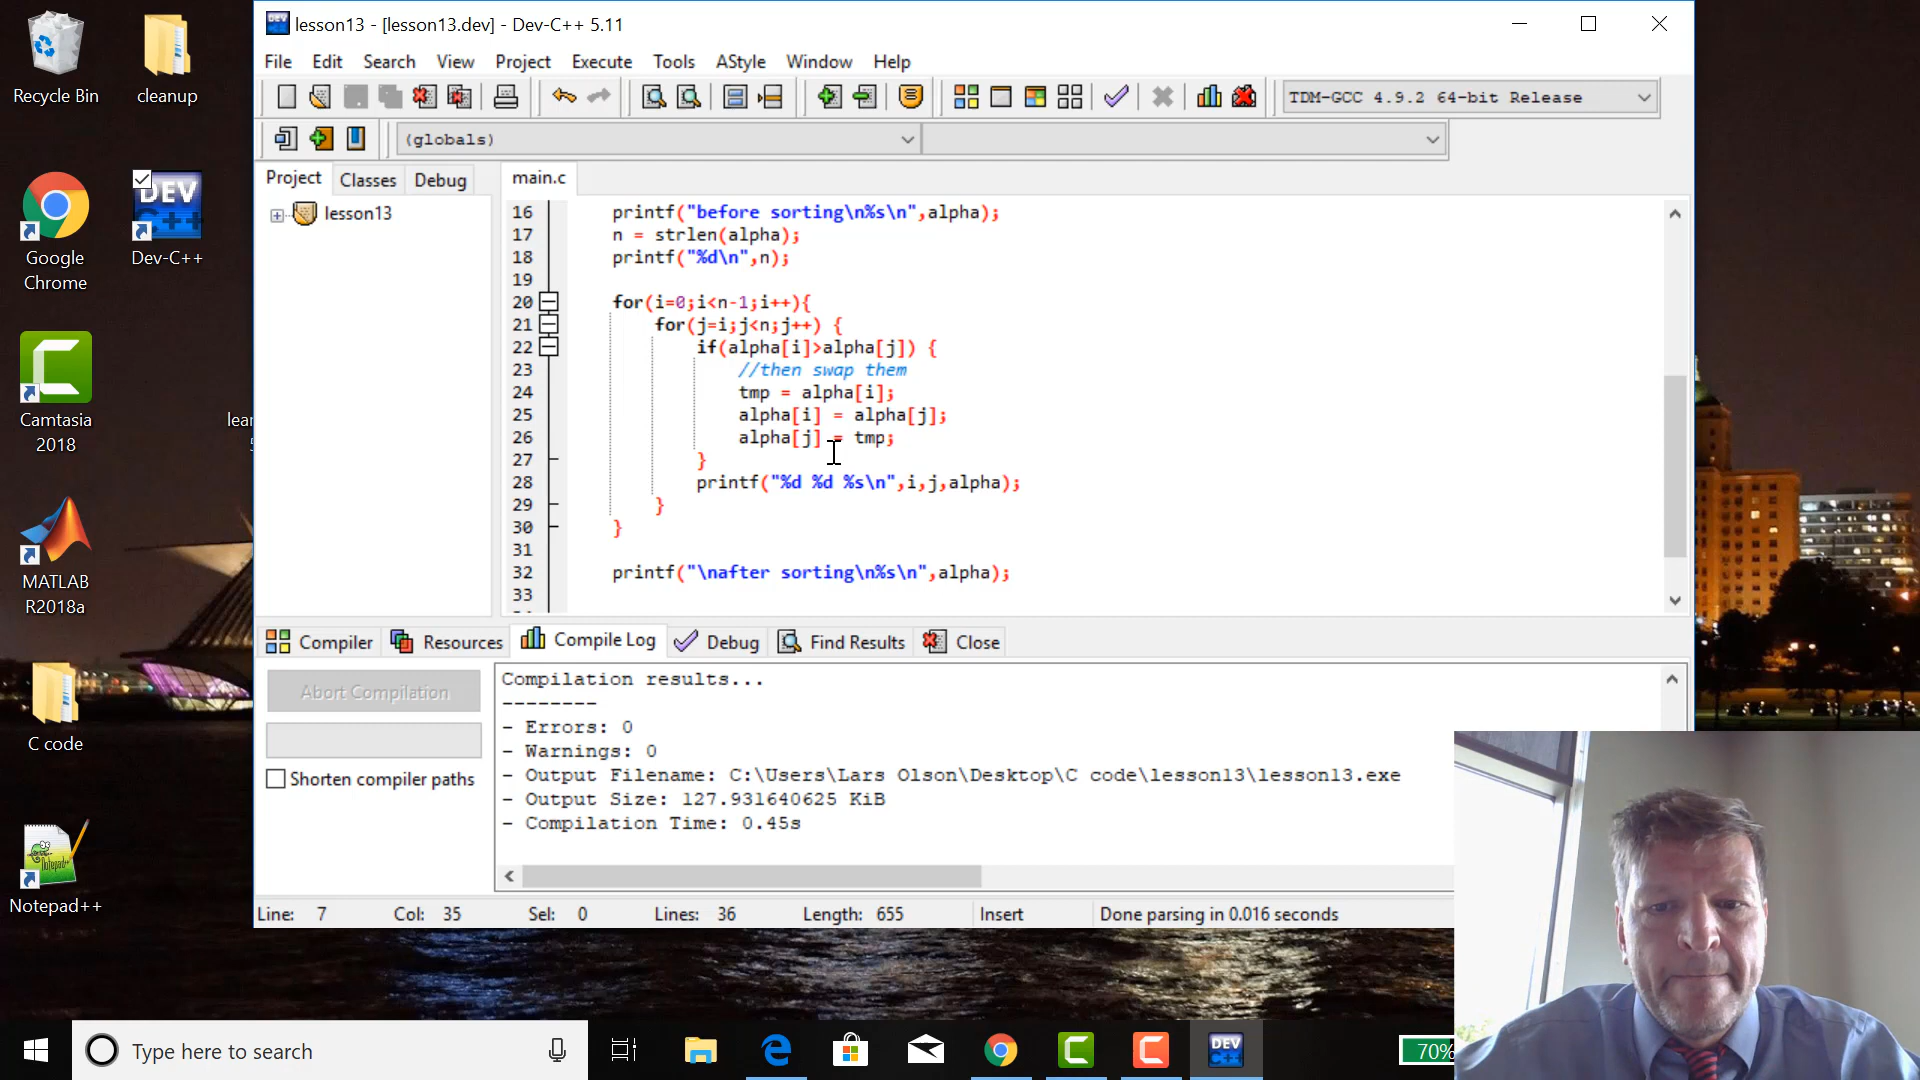 lesson13 - [lesson13.dev] - Dev-C++ 5.11
File Edit Search View Project Execute Tools AStyle Window Help
TDM-GCC 4.9.2 64-bit Release
(globals)
Project Classes Debug
main.c
lesson13
16 printf("before sorting\n%s\n",alpha);
17 n = strlen(alpha);
18 printf("%d\n",n);
19
20 for(i=0;i<n-1;i++){
21 for(j=i;j<n;j++) {
22 if(alpha[i]>alpha[j]) {
23 //then swap them
24 tmp = alpha[i];
25 alpha[i] = alpha[j];
26 alpha[j] = tmp;
27 }
28 printf("%d %d %s\n",i,j,alpha);
29 }
30 }
31
32 printf("\nafter sorting\n%s\n",alpha);
33
Compiler Resources Compile Log Debug Find Results Close
Abort Compilation
Shorten compiler paths
Compilation results...
--------
- Errors: 0
- Warnings: 0
- Output Filename: C:\Users\Lars Olson\Desktop\C code\lesson13\lesson13.exe
- Output Size: 127.931640625 KiB
- Compilation Time: 0.45s
Line: 7 Col: 35 Sel: 0 Lines: 36 Length: 655 Insert Done parsing in 0.016 seconds
Recycle Bin
cleanup
Google
Chrome
DEV
C++
Dev-C++
Camtasia
2018
MATLAB
R2018a
C code
Notepad++
Type here to search
DEV
70%